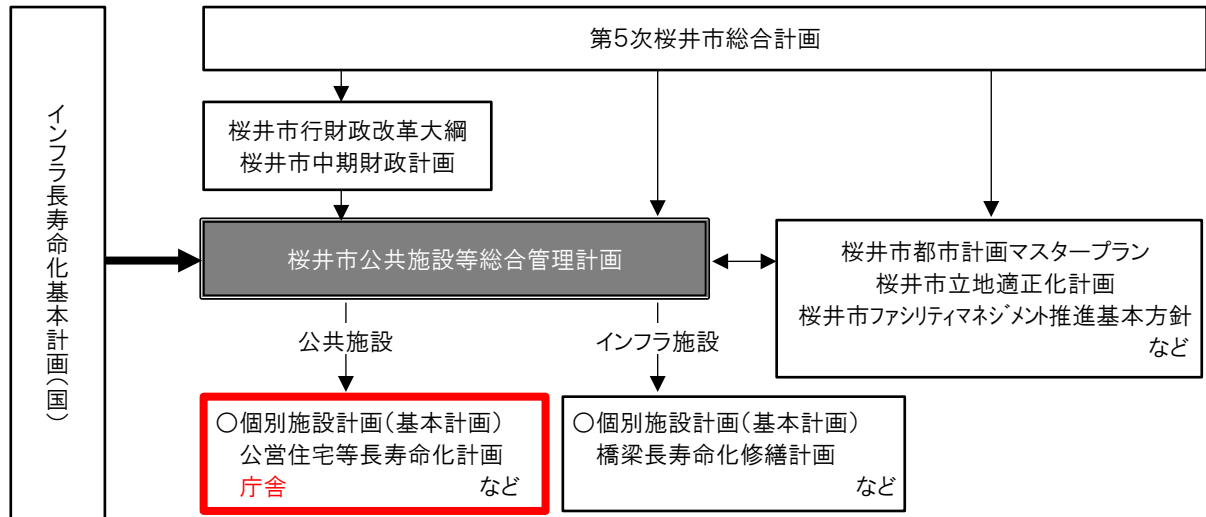 第5次桜井市総合計画
インフラ長寿命化基本計画(国)
桜井市行財政改革大綱
桜井市中期財政計画
桜井市公共施設等総合管理計画
桜井市都市計画マスタープラン
桜井市立地適正化計画
桜井市ファシリティマネジメント推進基本方針
など
公共施設
インフラ施設
○個別施設計画(基本計画)
公営住宅等長寿命化計画
庁舎 など
○個別施設計画(基本計画)
橋梁長寿命化修繕計画
など